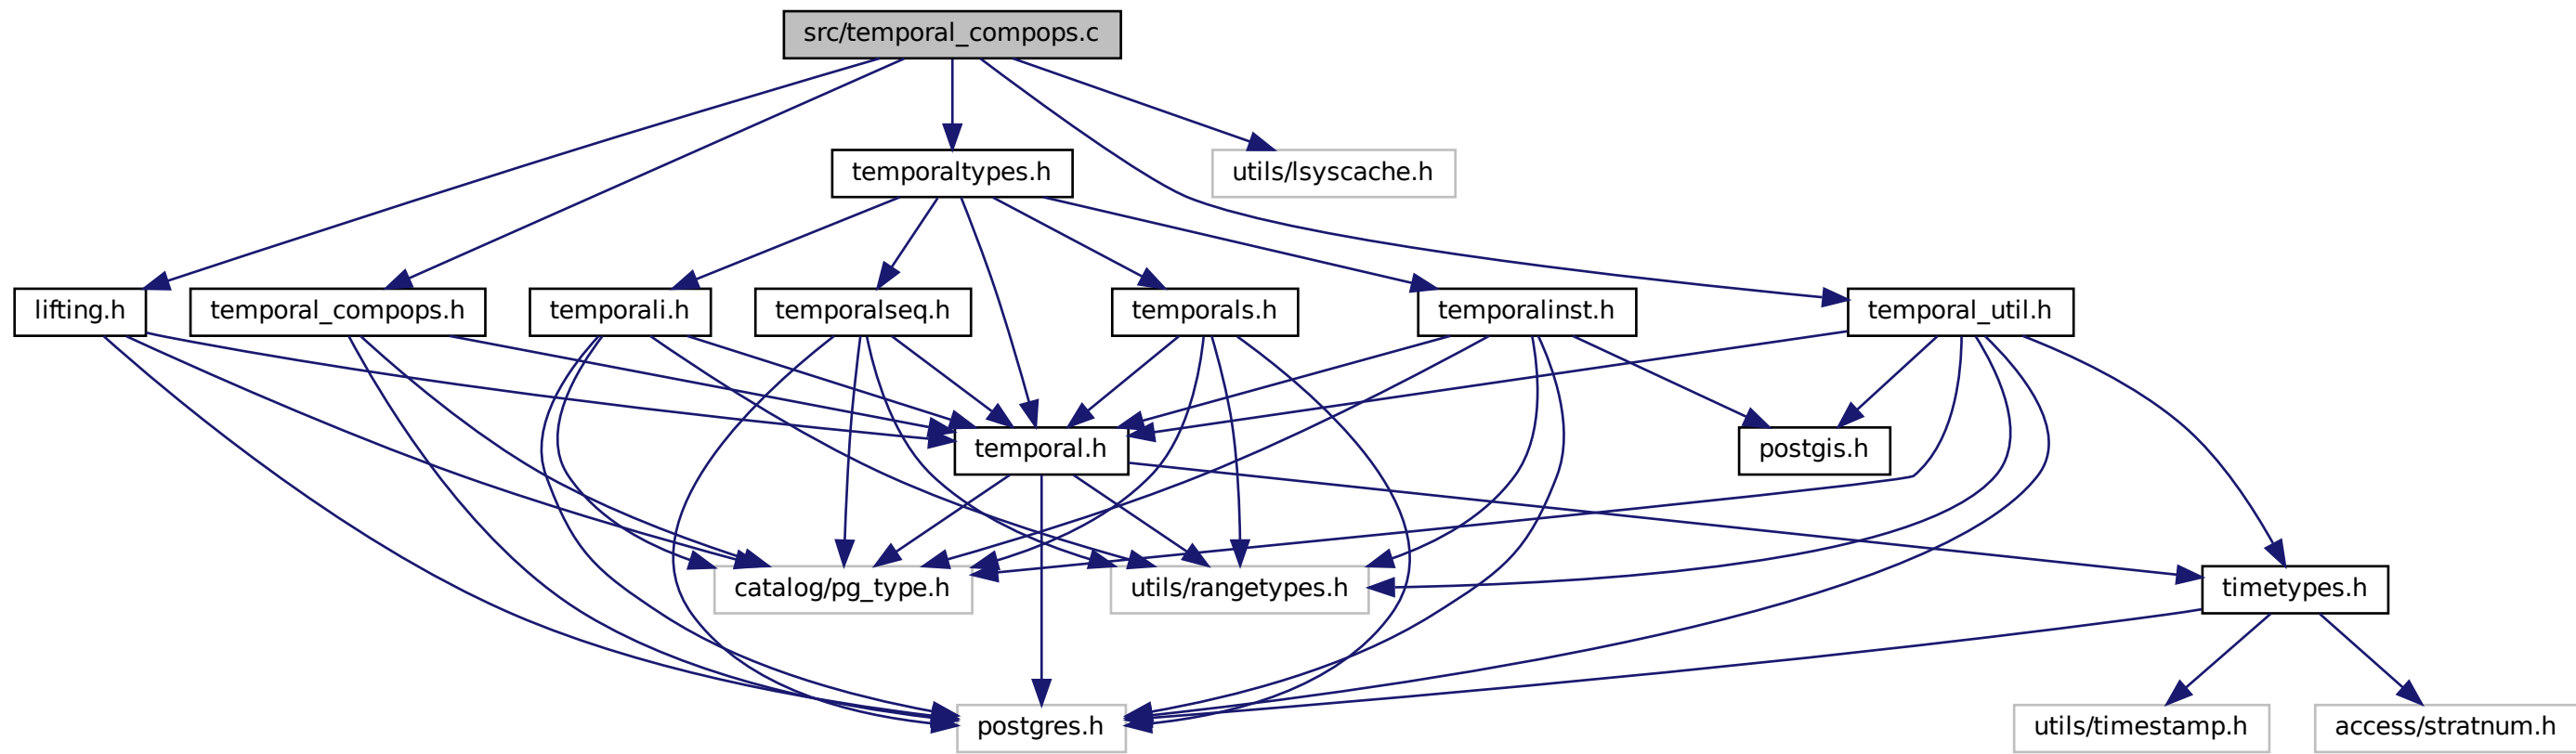 src/temporal_compops.c
temporaltypes.h
utils/lsyscache.h
lifting.h
temporal_compops.h
temporali.h
temporalseq.h
temporals.h
temporalinst.h
temporal_util.h
temporal.h
postgis.h
catalog/pg_type.h
utils/rangetypes.h
timetypes.h
postgres.h
utils/timestamp.h
access/stratnum.h